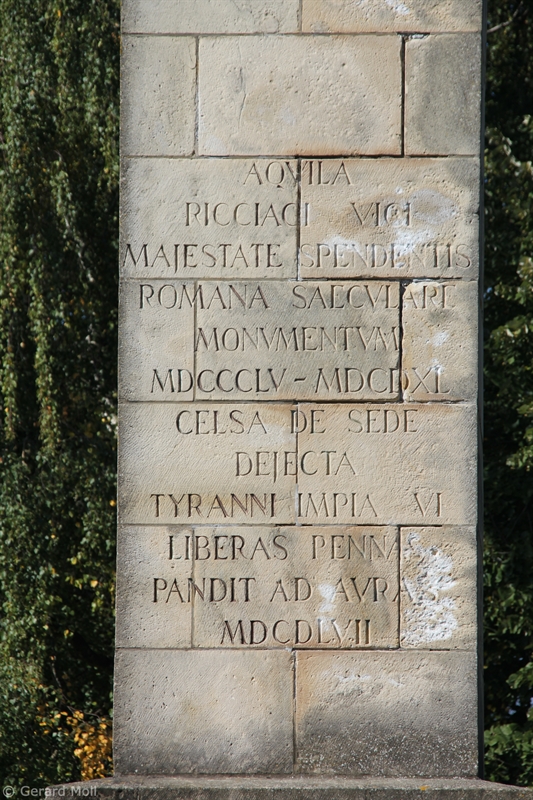 AQVILA
RICCIACI VICI
MAJESTATE SPENDENTIS
ROMANA SAECVLARE
MONVMENTVM
MDCCCLV - MDCDXL
CELSA DE SEDE
DEJECTA
TYRANNI IMPIA VI
LIBERAS PENNAS
PANDIT AD AVRAS
MDCDLVII
© Gerard Moll